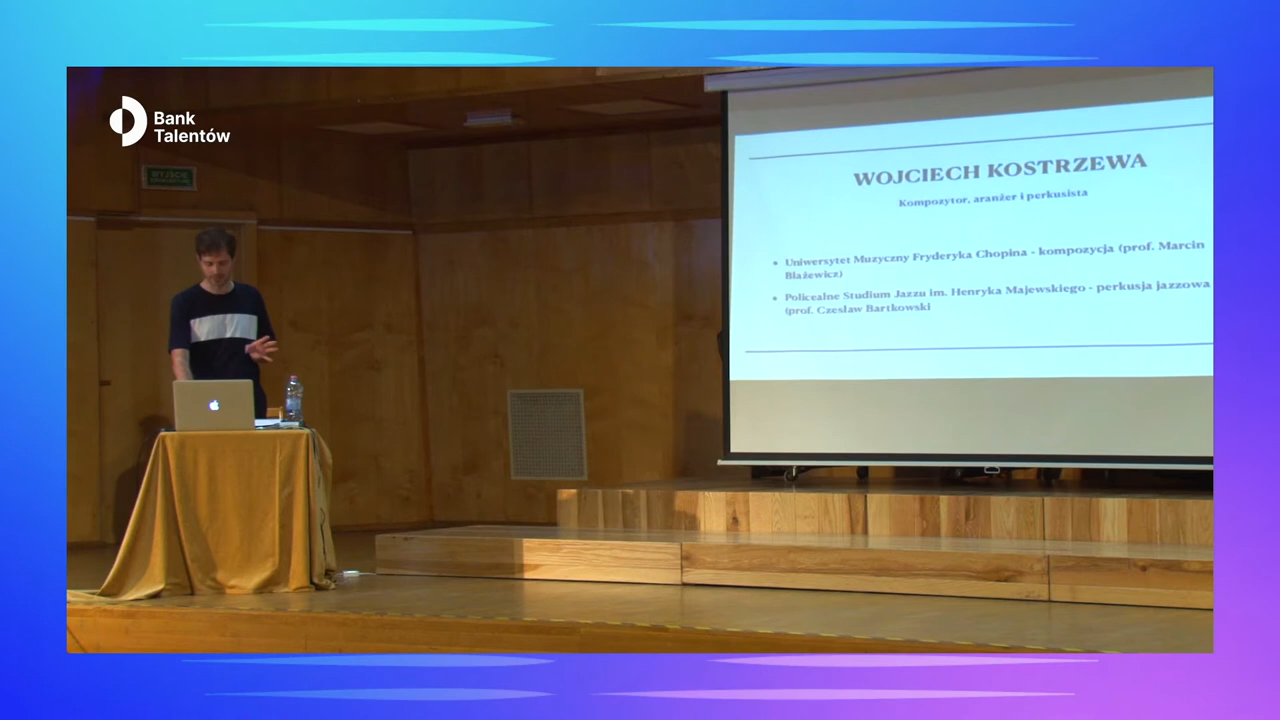 Bank
Talentów
WYJŚCIE
WOJCIECH KOSTRZEWA
Kompozytor, aranżer i perkusista
• Uniwersytet Muzyczny Fryderyka Chopina - kompozycja (prof. Marcin
Błażewicz)
• Policealne Studium Jazzu im. Henryka Majewskiego - perkusja jazzowa
(prof. Czesław Bartkowski